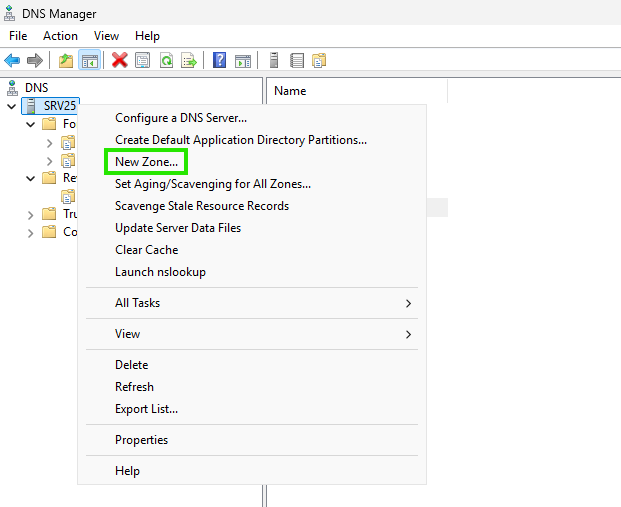 DNS Manager
File Action View Help
DNS
Name
SRV25
Configure a DNS Server...
Create Default Application Directory Partitions...
New Zone...
Set Aging/Scavenging for All Zones...
Scavenge Stale Resource Records
Update Server Data Files
Clear Cache
Launch nslookup
All Tasks
View
Delete
Refresh
Export List...
Properties
Help
Fo
Re
Tru
Co